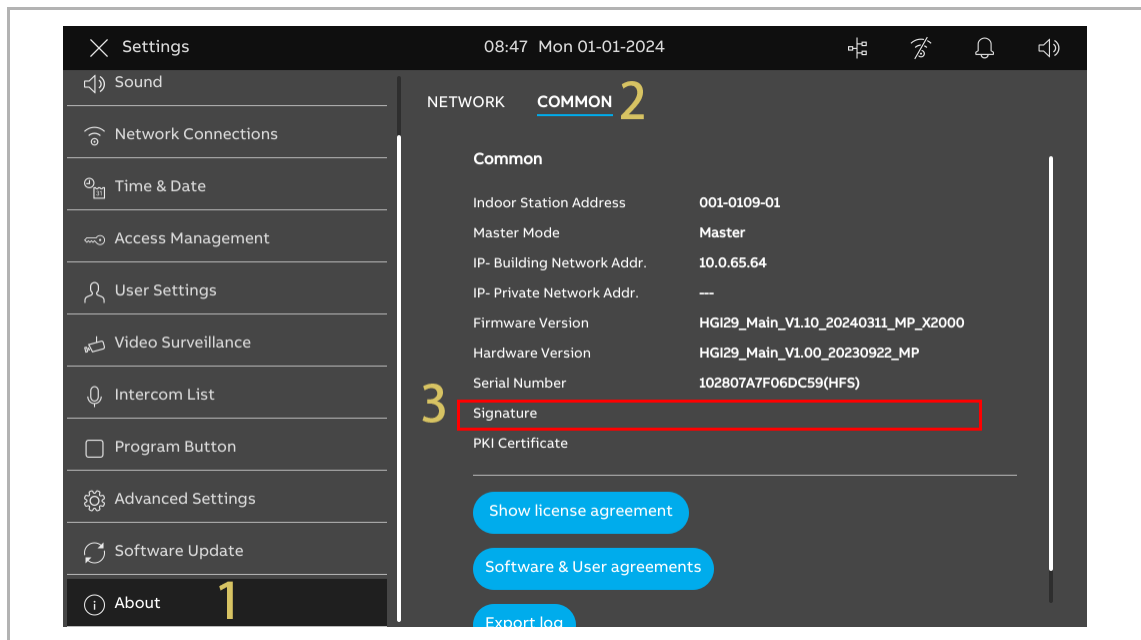 Settings
08:47 Mon 01-01-2024
Sound
Network Connections
Time & Date
31
Access Management
User Settings
Video Surveillance
Intercom List
Program Button
Advanced Settings
Software Update
About
1
NETWORK COMMON 2
Common
Indoor Station Address 001-0109-01
Master Mode Master
IP- Building Network Addr. 10.0.65.64
IP- Private Network Addr. ---
Firmware Version HGI29_Main_V1.10_20240311_MP_X2000
Hardware Version HGI29_Main_V1.00_20230922_MP
Serial Number 102807A7F06DC59(HFS)
3 Signature
PKI Certificate
Show license agreement
Software & User agreements
Export log